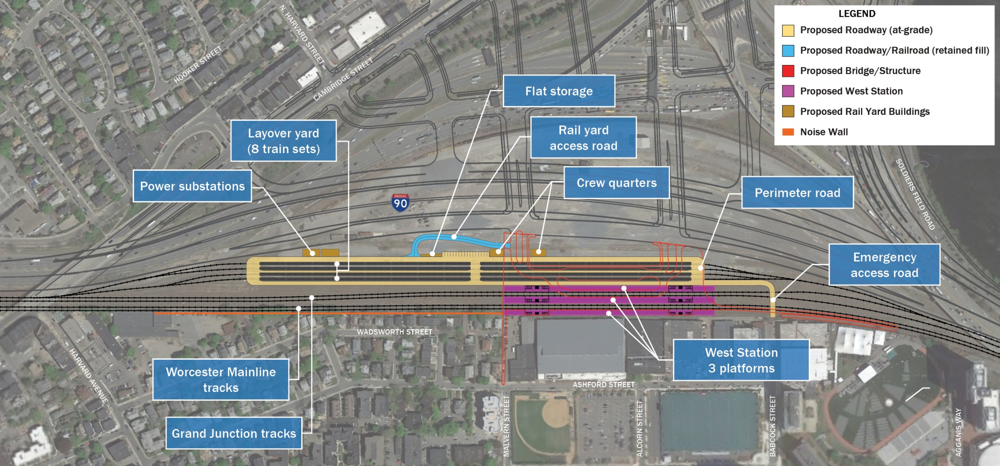 LEGEND
Proposed Roadway (at-grade)
Proposed Roadway/Railroad (retained fill)
Proposed Bridge/Structure
Proposed West Station
Proposed Rail Yard Buildings
Noise Wall
N. HARVARD STREET
HOOKER STREET
CAMBRIDGE STREET
Flat storage
Layover yard
(8 train sets)
Rail yard
access road
Power substations
Crew quarters
Perimeter road
INTERSTATE
90
SOLDIERS FIELD ROAD
Emergency
access road
WADSWORTH STREET
HARVARD AVENUE
Worcester Mainline
tracks
West Station
3 platforms
ASHFORD STREET
Grand Junction tracks
MALVERN STREET
ALCORN STREET
BABCOCK STREET
AGGANIS WAY